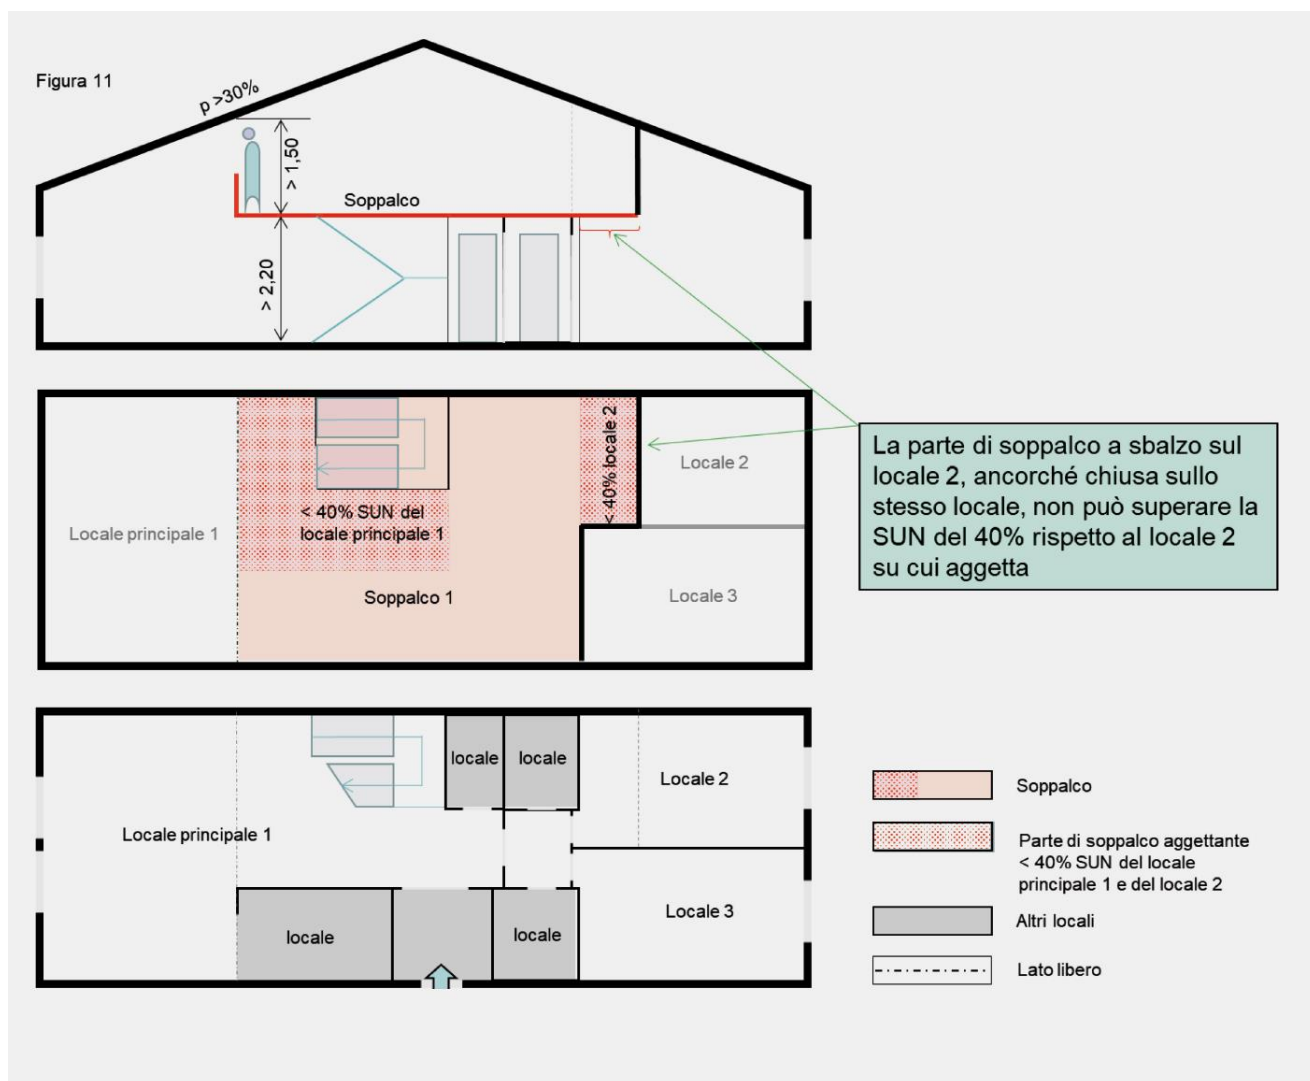 Figura 11
p >30%
> 1,50
Soppalco
> 2,20
La parte di soppalco a sbalzo sul
locale 2, ancorché chiusa sullo
stesso locale, non può superare la
SUN del 40% rispetto al locale 2
su cui aggetta
< 40% locale 2
Locale 2
< 40% SUN del
locale principale 1
Locale principale 1
Soppalco 1
Locale 3
locale
locale
Locale 2
Locale principale 1
Locale 3
locale
locale
Soppalco
Parte di soppalco aggettante
< 40% SUN del locale
principale 1 e del locale 2
Altri locali
Lato libero